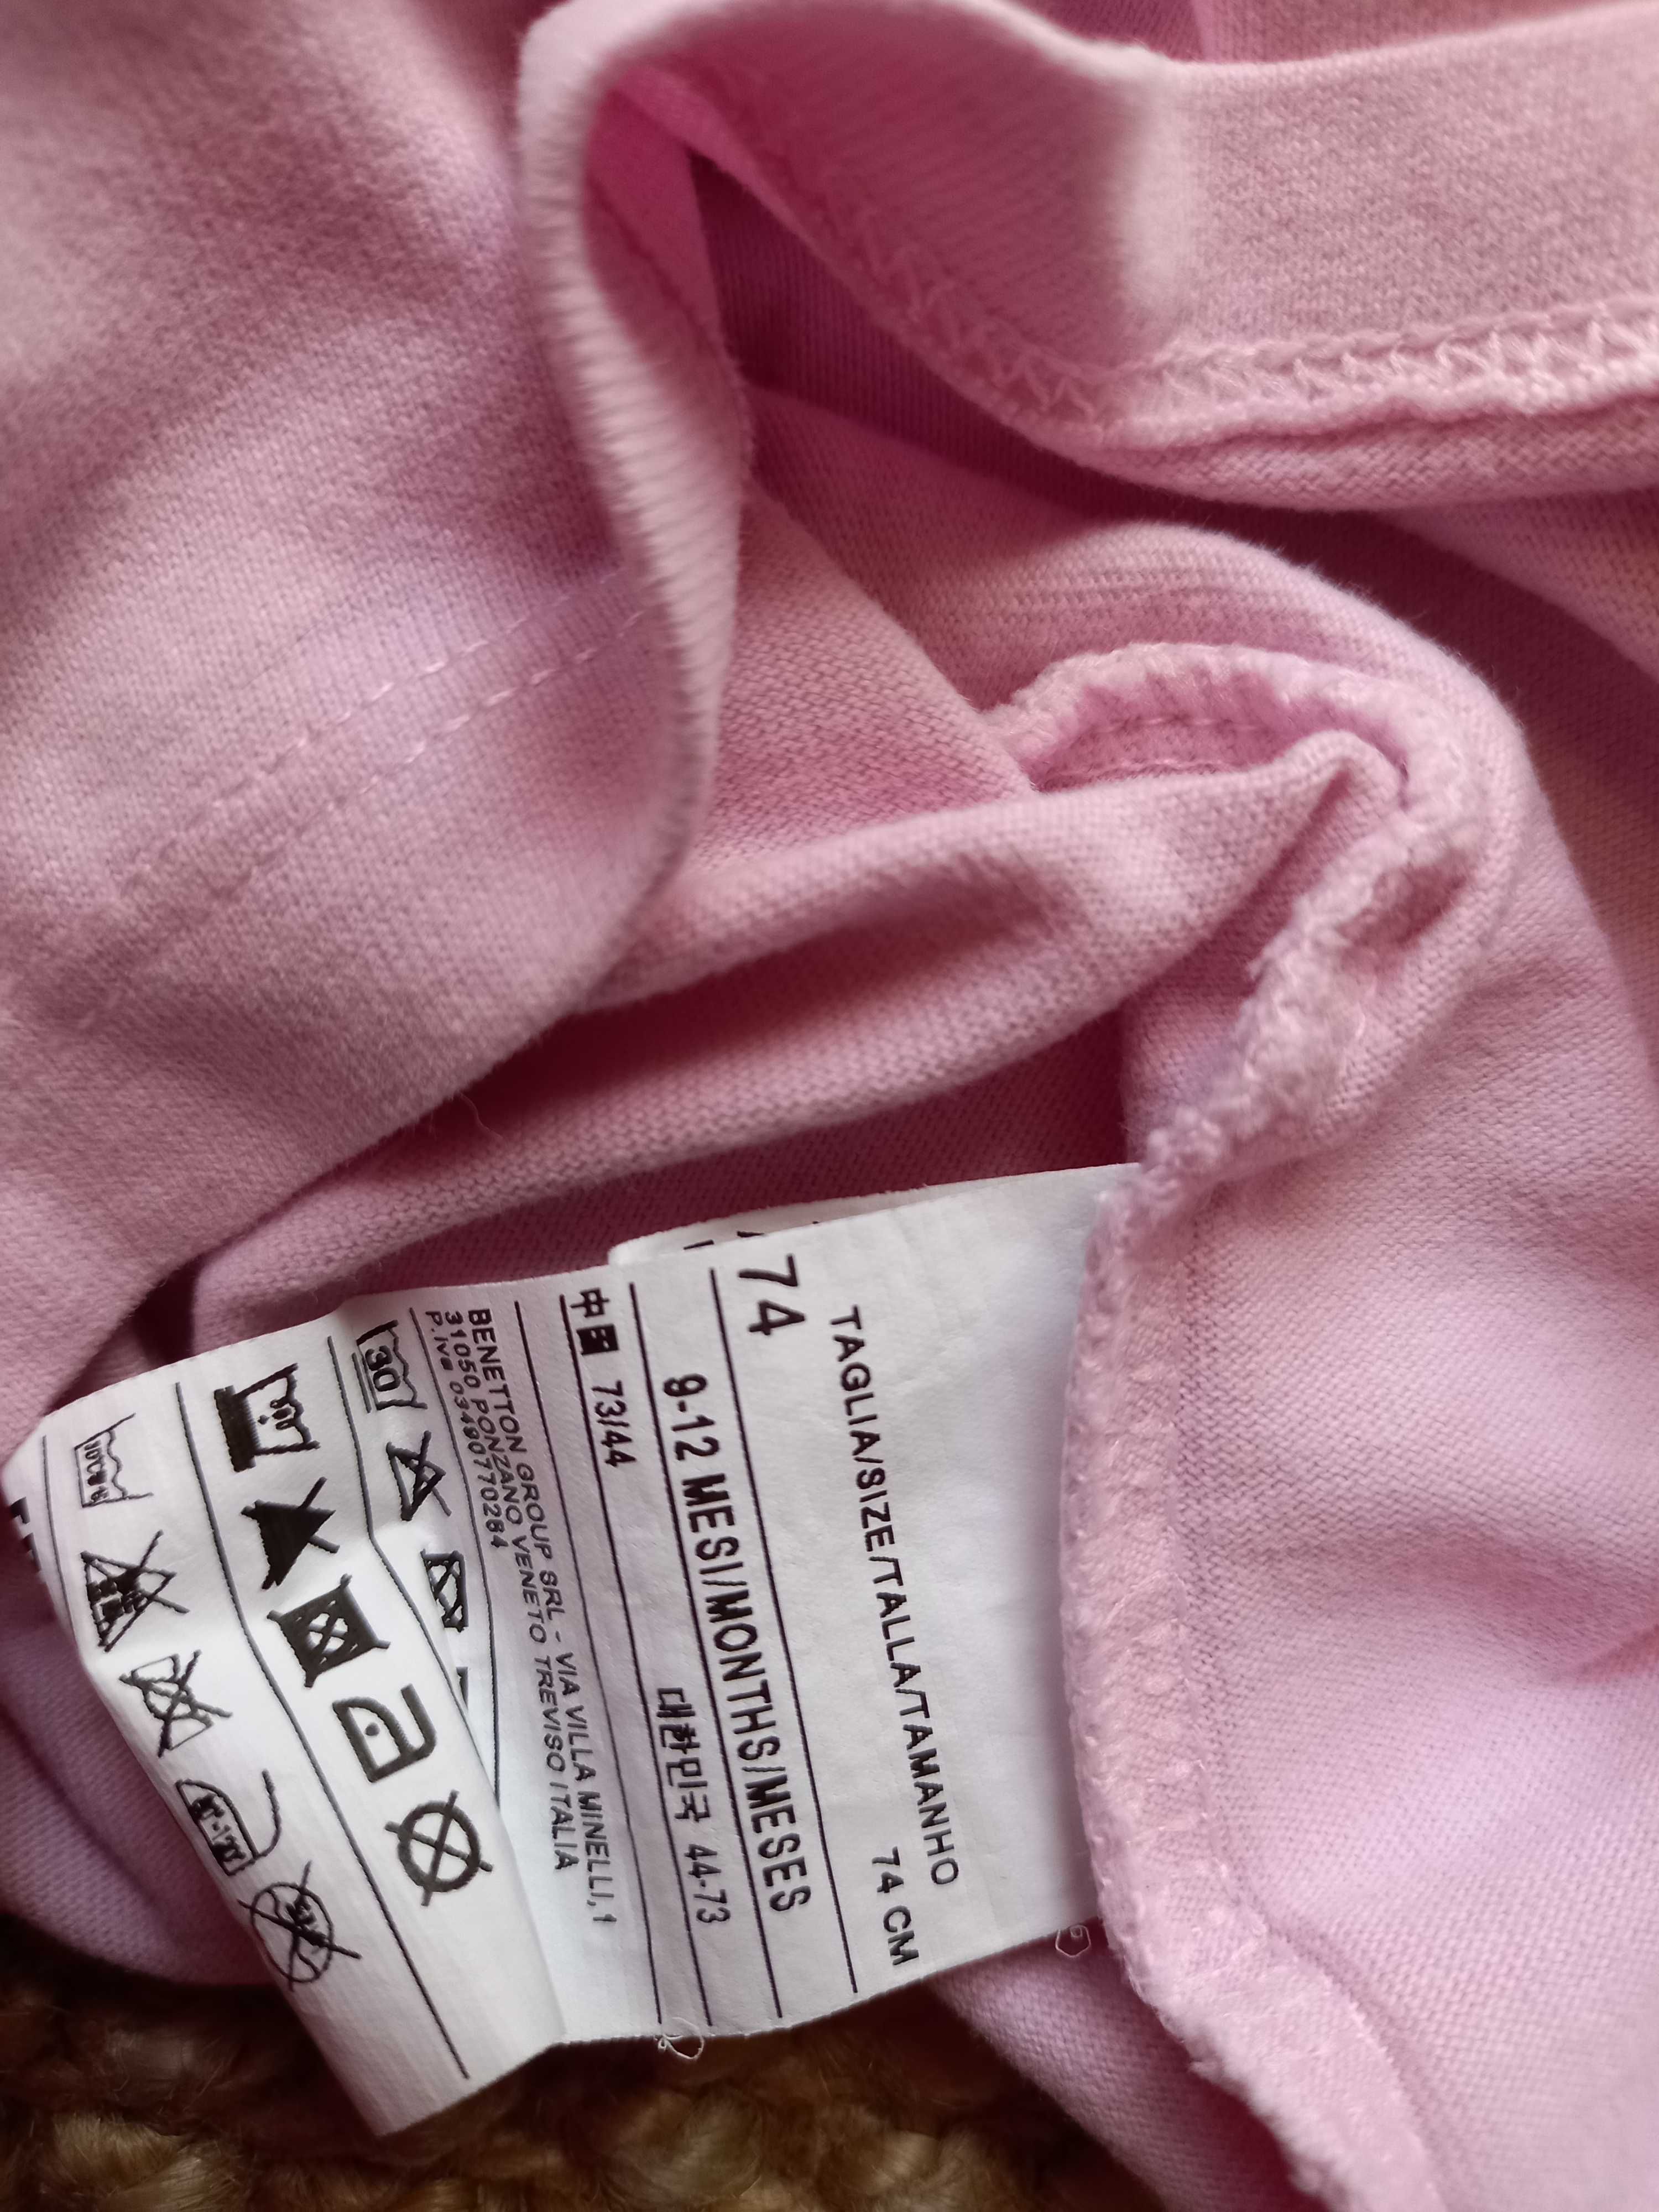 TAGLIA/SIZE/TALLA/TAMANHO
74
74 CM
9-12 MESI/MONTHS/MESES
中国 73/44
대한민국 44-73
BENETTON GROUP SRL - VIA VILLA MINELLI, 1
31050 PONZANO VENETO TREVISO ITALIA
P.iva 03490770264
30